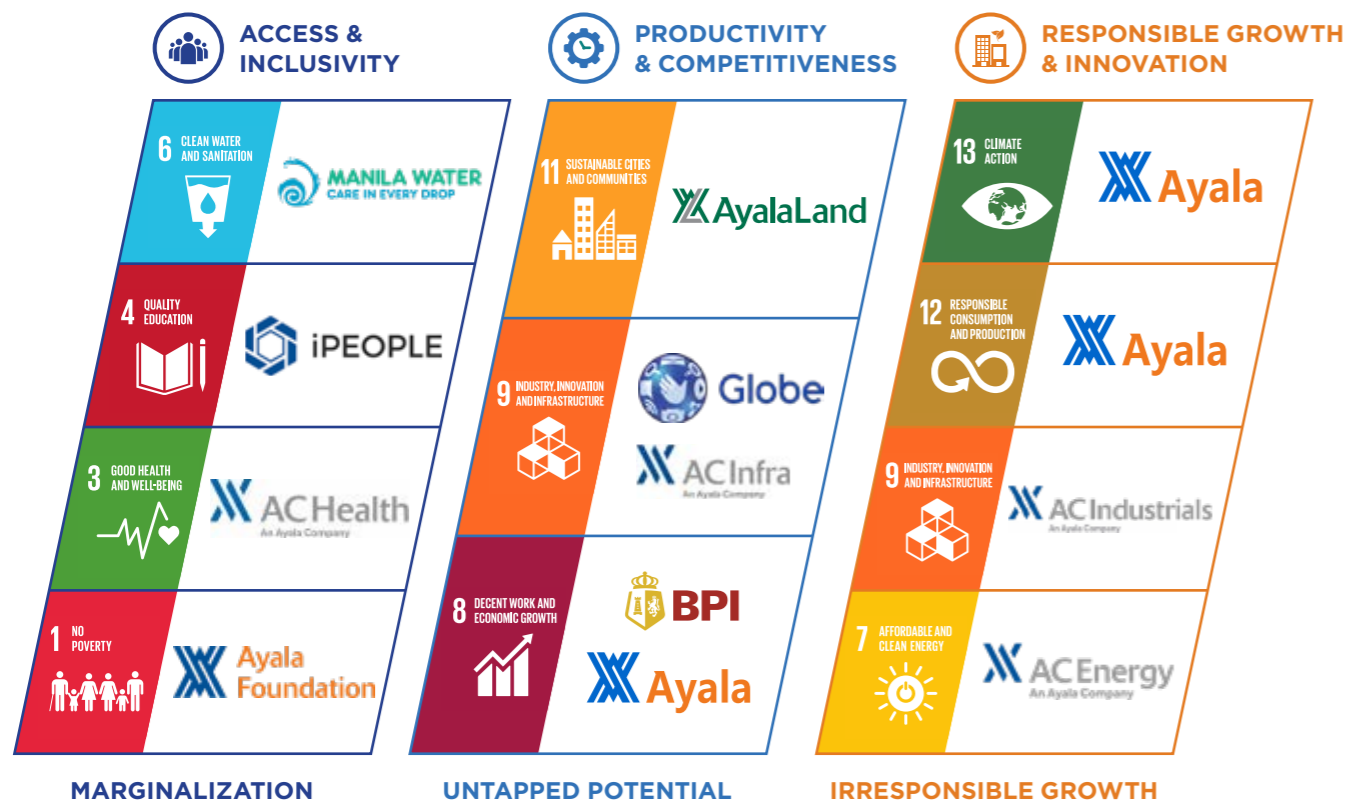 ACCESS &
INCLUSIVITY
6 CLEAN WATER
AND SANITATION
MANILA WATER
CARE IN EVERY DROP
4 QUALITY
EDUCATION
iPEOPLE
3 GOOD HEALTH
AND WELL-BEING
AC Health
An Ayala Company
1 NO
POVERTY
Ayala
Foundation
MARGINALIZATION
PRODUCTIVITY
& COMPETITIVENESS
11 SUSTAINABLE CITIES
AND COMMUNITIES
AyalaLand
9 INDUSTRY, INNOVATION
AND INFRASTRUCTURE
Globe
AC Infra
An Ayala Company
8 DECENT WORK AND
ECONOMIC GROWTH
BPI
Ayala
UNTAPPED POTENTIAL
RESPONSIBLE GROWTH
& INNOVATION
13 CLIMATE
ACTION
Ayala
12 RESPONSIBLE
CONSUMPTION
AND PRODUCTION
Ayala
9 INDUSTRY, INNOVATION
AND INFRASTRUCTURE
AC Industrials
An Ayala Company
7 AFFORDABLE AND
CLEAN ENERGY
AC Energy
An Ayala Company
IRRESPONSIBLE GROWTH